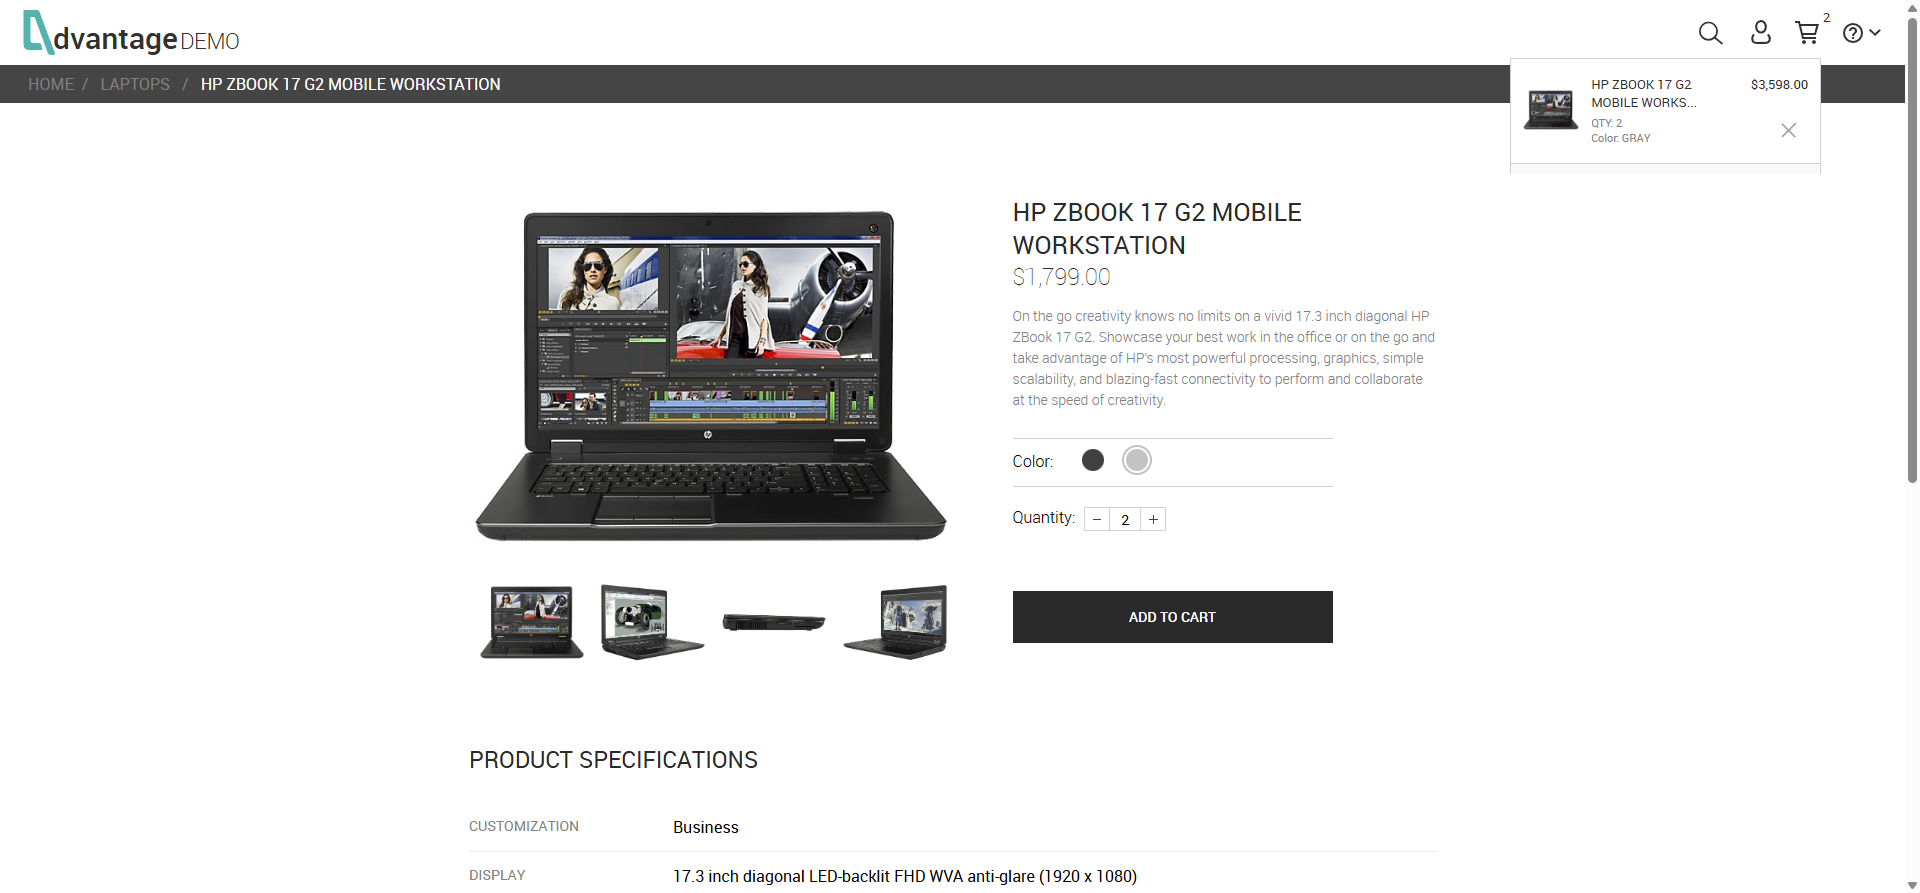 dvantage DEMO
2
HOME / LAPTOPS / HP ZBOOK 17 G2 MOBILE WORKSTATION
HP ZBOOK 17 G2 $3,598.00
MOBILE WORKS...
QTY: 2
Color: GRAY
HP ZBOOK 17 G2 MOBILE
WORKSTATION
$1,799.00
On the go creativity knows no limits on a vivid 17.3 inch diagonal HP
ZBook 17 G2. Showcase your best work in the office or on the go and
take advantage of HP's most powerful processing, graphics, simple
scalability, and blazing-fast connectivity to perform and collaborate
at the speed of creativity.
Color:
Quantity: − 2 +
ADD TO CART
PRODUCT SPECIFICATIONS
CUSTOMIZATION Business
DISPLAY 17.3 inch diagonal LED-backlit FHD WVA anti-glare (1920 x 1080)